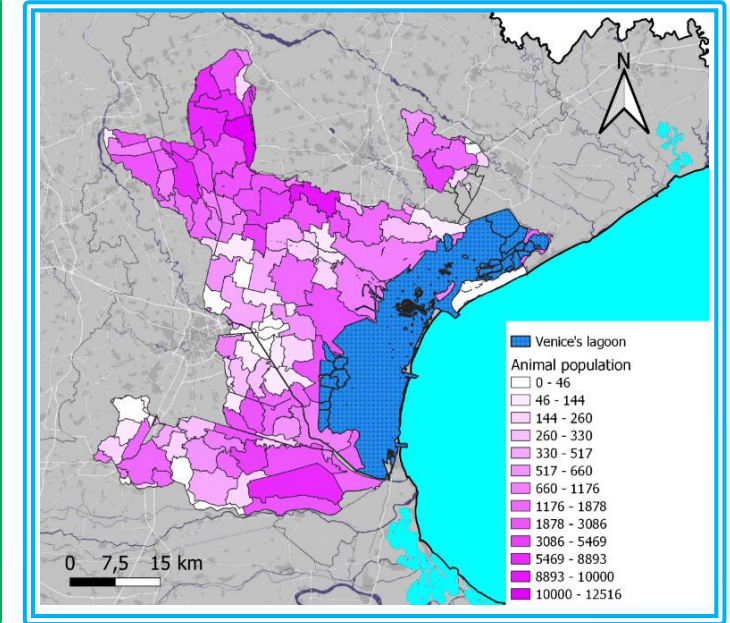 N
Venice's lagoon
Animal population
0 - 46
46 - 144
144 - 260
260 - 330
330 - 517
517 - 660
660 - 1176
1176 - 1878
1878 - 3086
3086 - 5469
5469 - 8893
8893 - 10000
10000 - 12516
0 7,5 15 km